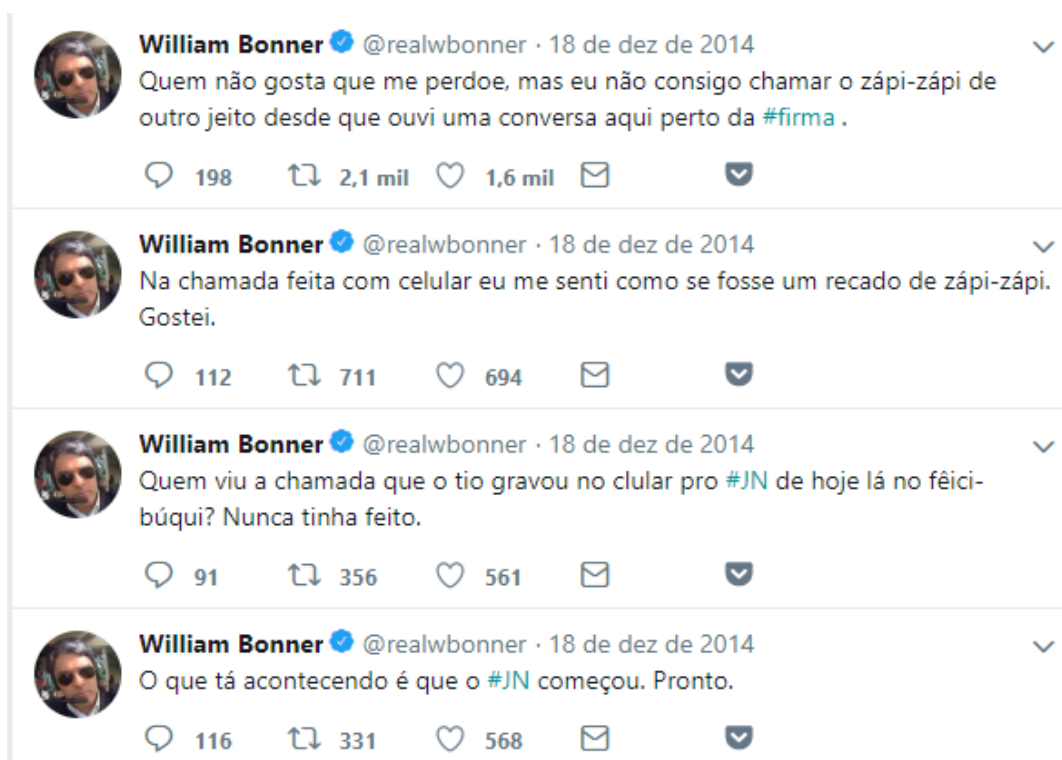 William Bonner @realwbonner · 18 de dez de 2014
Quem não gosta que me perdoe, mas eu não consigo chamar o zápi-zápi de
outro jeito desde que ouvi uma conversa aqui perto da #firma .
198 2,1 mil 1,6 mil
William Bonner @realwbonner · 18 de dez de 2014
Na chamada feita com celular eu me senti como se fosse um recado de zápi-zápi.
Gostei.
112 711 694
William Bonner @realwbonner · 18 de dez de 2014
Quem viu a chamada que o tio gravou no clular pro #JN de hoje lá no fêici-
búqui? Nunca tinha feito.
91 356 561
William Bonner @realwbonner · 18 de dez de 2014
O que tá acontecendo é que o #JN começou. Pronto.
116 331 568